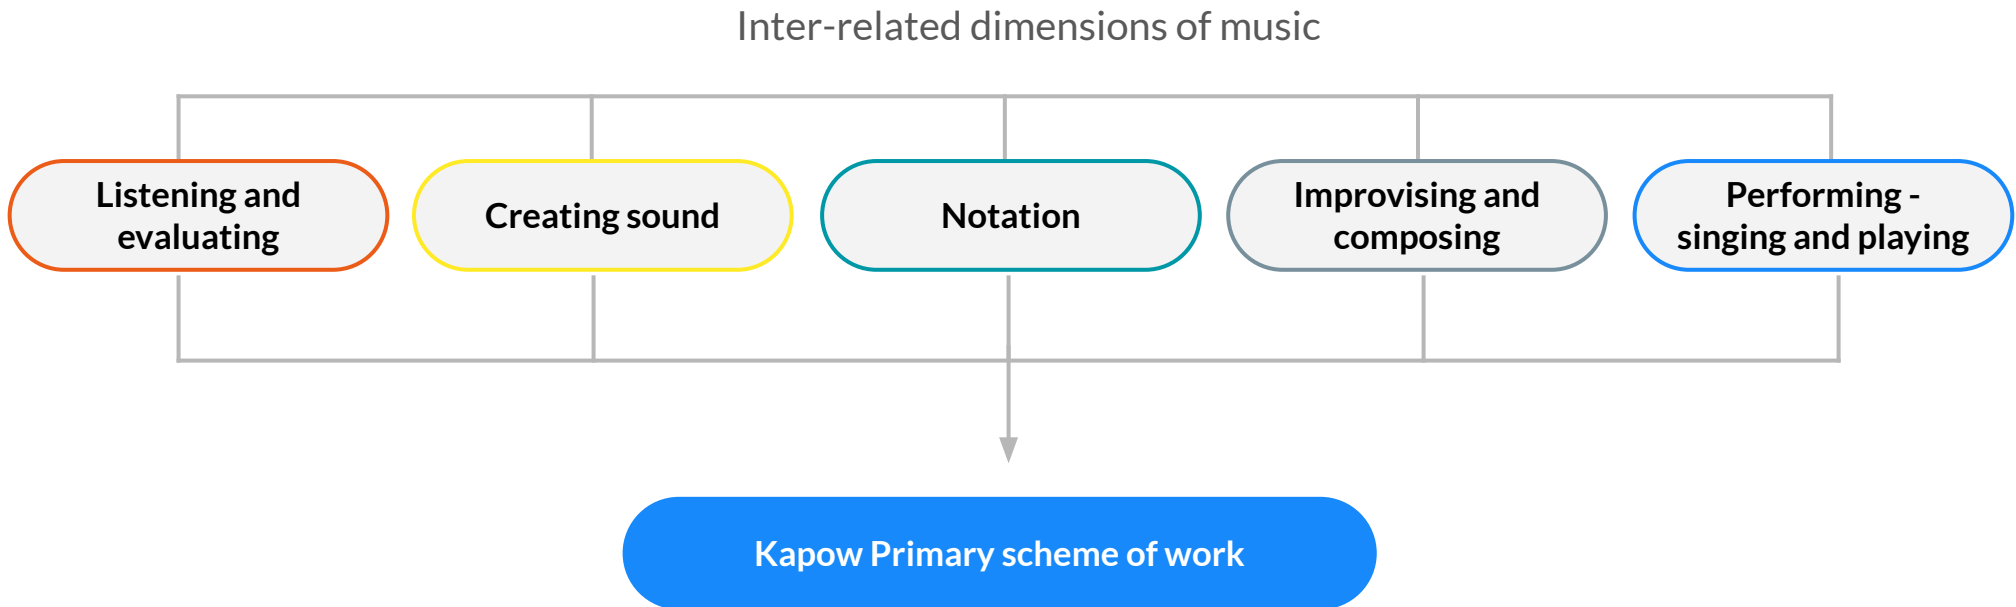 Inter-related dimensions of music
Listening and
evaluating
Creating sound
Notation
Improvising and
composing
Performing -
singing and playing
Kapow Primary scheme of work